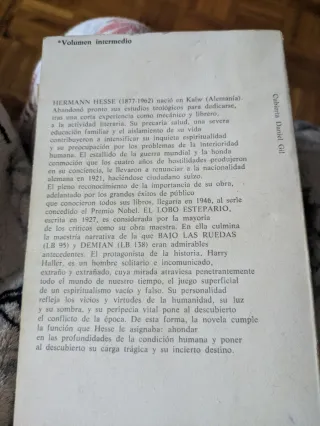 *Volumen intermedio
HERMANN HESSE (1877-1962) nació en Kalw (Alemania).
Abandonó pronto sus estudios teológicos para dedicarse,
tras una corta experiencia como mecánico y librero,
a la actividad literaria. Su precaria salud, una severa
educación familiar y el aislamiento de su vida
contribuyeron a intensificar su inquieta espiritualidad
y su preocupación por los problemas de la interioridad
humana. El estallido de la guerra mundial y la honda
conmoción que los cuatro años de hostilidades produjeron
en su conciencia, le llevaron a renunciar a la nacionalidad
alemana en 1921, haciéndose ciudadano suizo.
El pleno reconocimiento de la importancia de su obra,
adelantado por los grandes éxitos de público
que conocieron todos sus libros, llegaría en 1946, al serle
concedido el Premio Nobel. EL LOBO ESTEPARIO,
escrito en 1927, es considerado por la mayoría
de los críticos como su obra maestra. En ella culmina
la maestría narrativa de la que BAJO LAS RUEDAS
(LB 95) y DEMIAN (LB 138) eran admirables
antecedentes. El protagonista de la historia, Harry
Haller, es un hombre solitario e incomunicado,
extraño y extrañado, cuya mirada atraviesa penetrantemente
todo el mundo de nuestro tiempo, el juego superficial
de un espiritualismo vacío y falso. Su personalidad
refleja los vicios y virtudes de la humanidad, su luz
y su sombra, y su peripecia vital pone al descubierto
el conflicto de la época. De esta forma, la novela cumple
la función que Hesse le asignaba: ahondar
en las profundidades de la condición humana y poner
al descubierto su carga trágica y su incierto destino.
Cubierta Daniel Gil